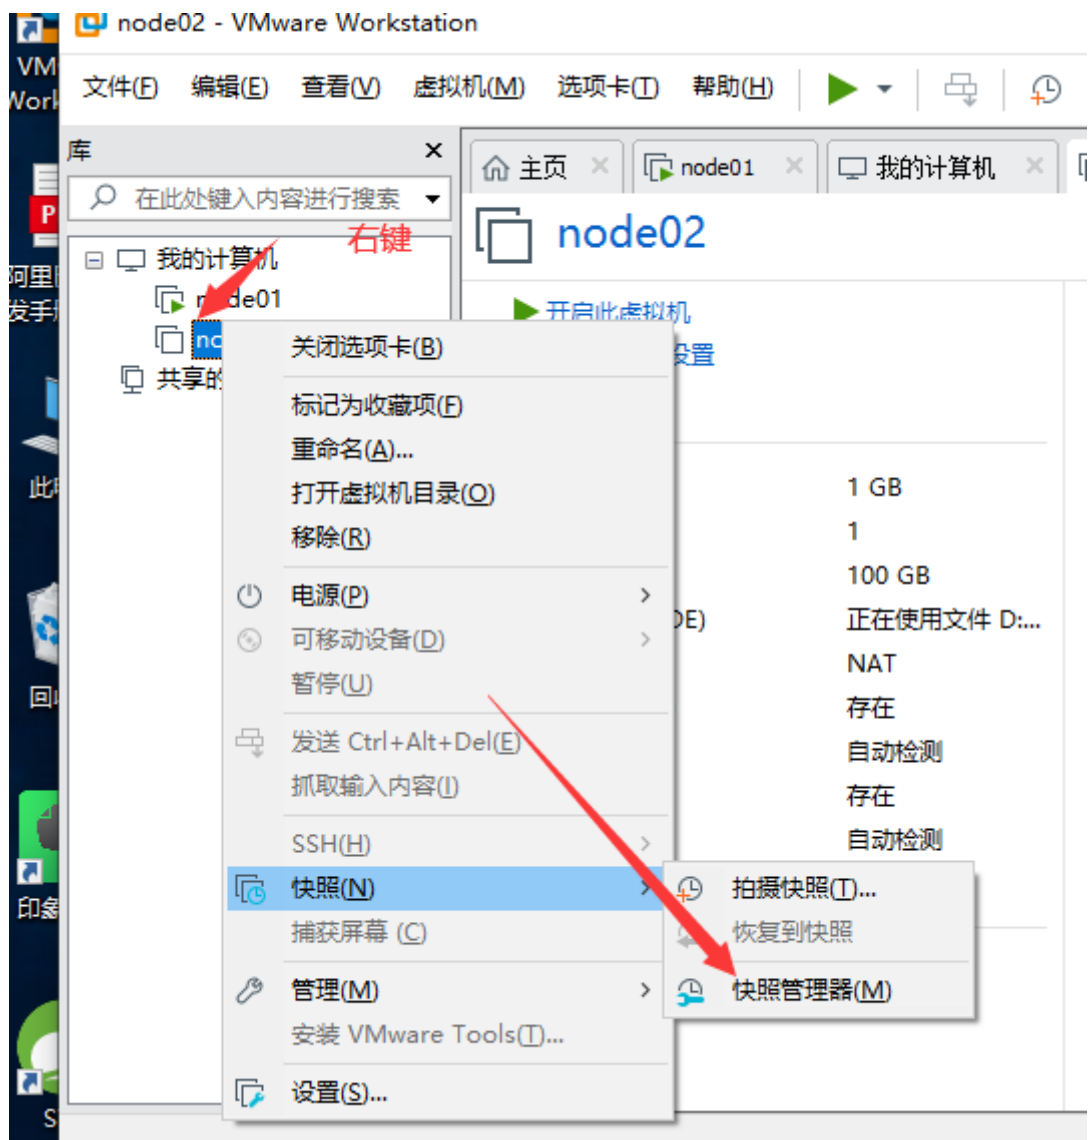 node02 - VMware Workstation
VM
文件(F) 编辑(E) 查看(V) 虚拟机(M) 选项卡(T) 帮助(H)
库
主页 node01 我的计算机
在此处键入内容进行搜索
右键
node02
我的计算机
node01
开启此虚拟机
关闭选项卡(B)
设置
标记为收藏项(F)
重命名(A)...
打开虚拟机目录(O)
1 GB
移除(R)
1
100 GB
电源(P)
正在使用文件 D:...
可移动设备(D)
NAT
暂停(U)
存在
发送 Ctrl+Alt+Del(E)
自动检测
抓取输入内容(I)
存在
SSH(H)
自动检测
快照(N)
拍摄快照(T)...
捕获屏幕 (C)
恢复到快照
管理(M)
快照管理器(M)
安装 VMware Tools(T)...
设置(S)...